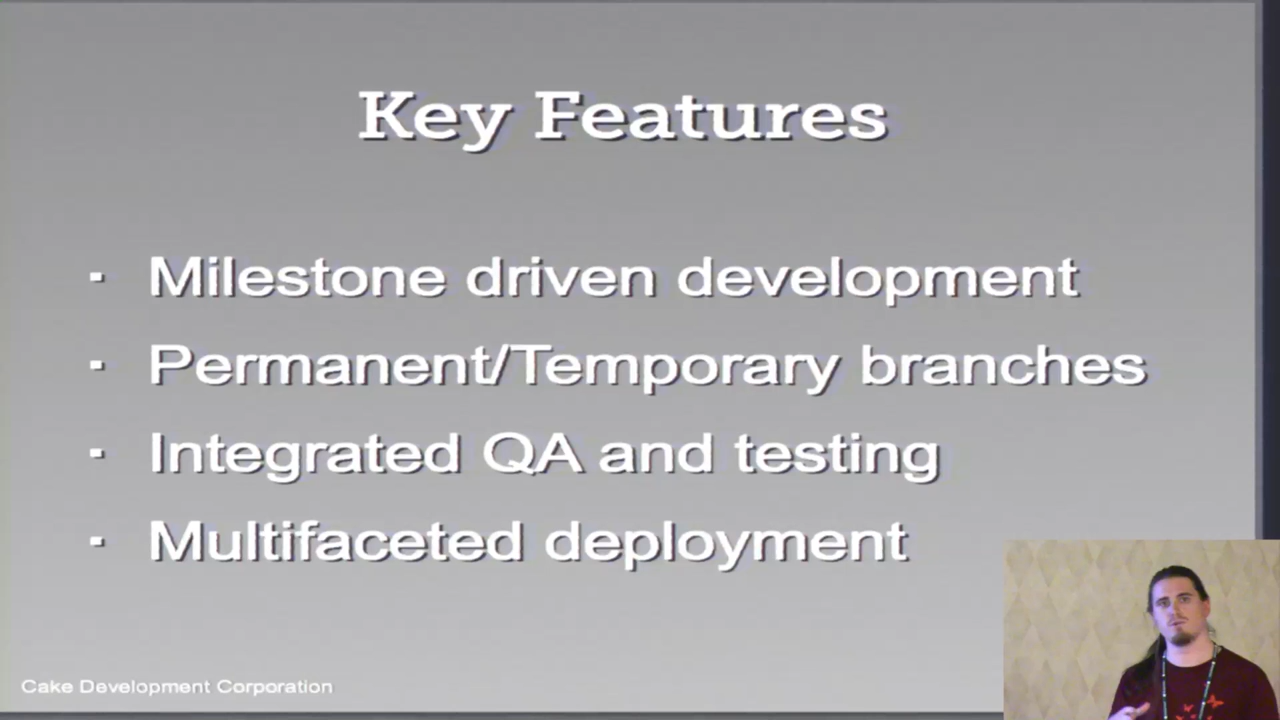 Key Features
▪ Milestone driven development
▪ Permanent/Temporary branches
▪ Integrated QA and testing
▪ Multifaceted deployment
Cake Development Corporation